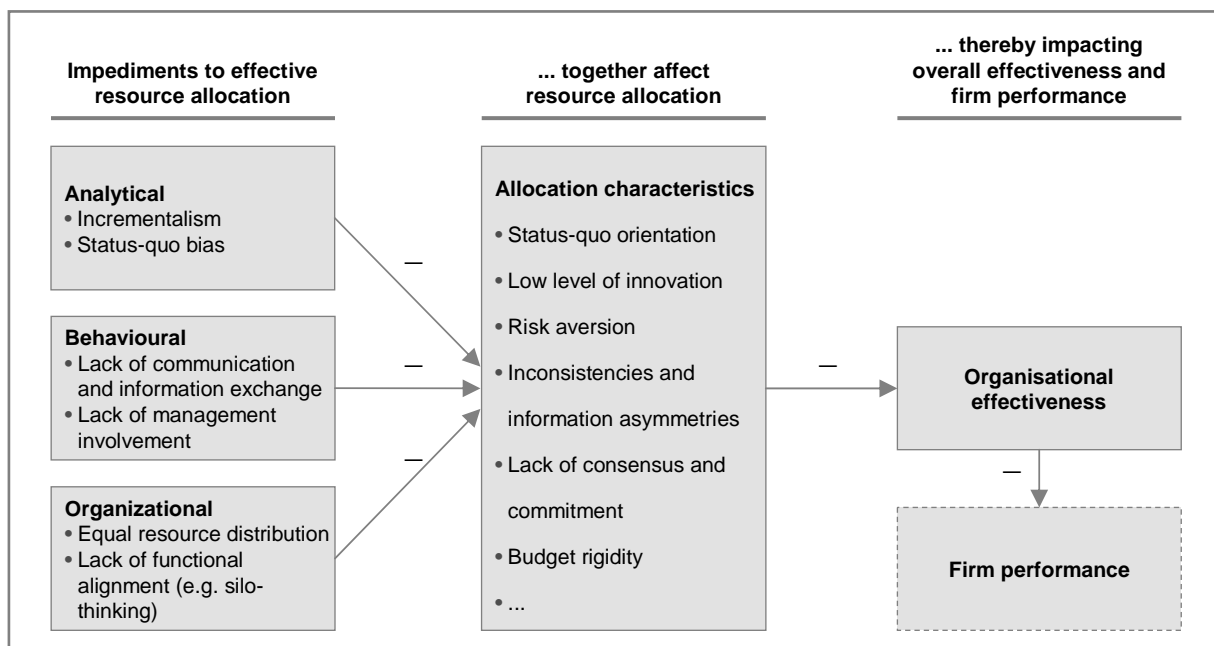 Impediments to effective
resource allocation
... together affect
resource allocation
... thereby impacting
overall effectiveness and
firm performance
Analytical
• Incrementalism
• Status-quo bias
Behavioural
• Lack of communication
and information exchange
• Lack of management
involvement
Organizational
• Equal resource distribution
• Lack of functional
alignment (e.g. silo-
thinking)
—
—
—
Allocation characteristics
• Status-quo orientation
• Low level of innovation
• Risk aversion
• Inconsistencies and
information asymmetries
• Lack of consensus and
commitment
• Budget rigidity
• ...
—
Organisational
effectiveness
—
Firm performance